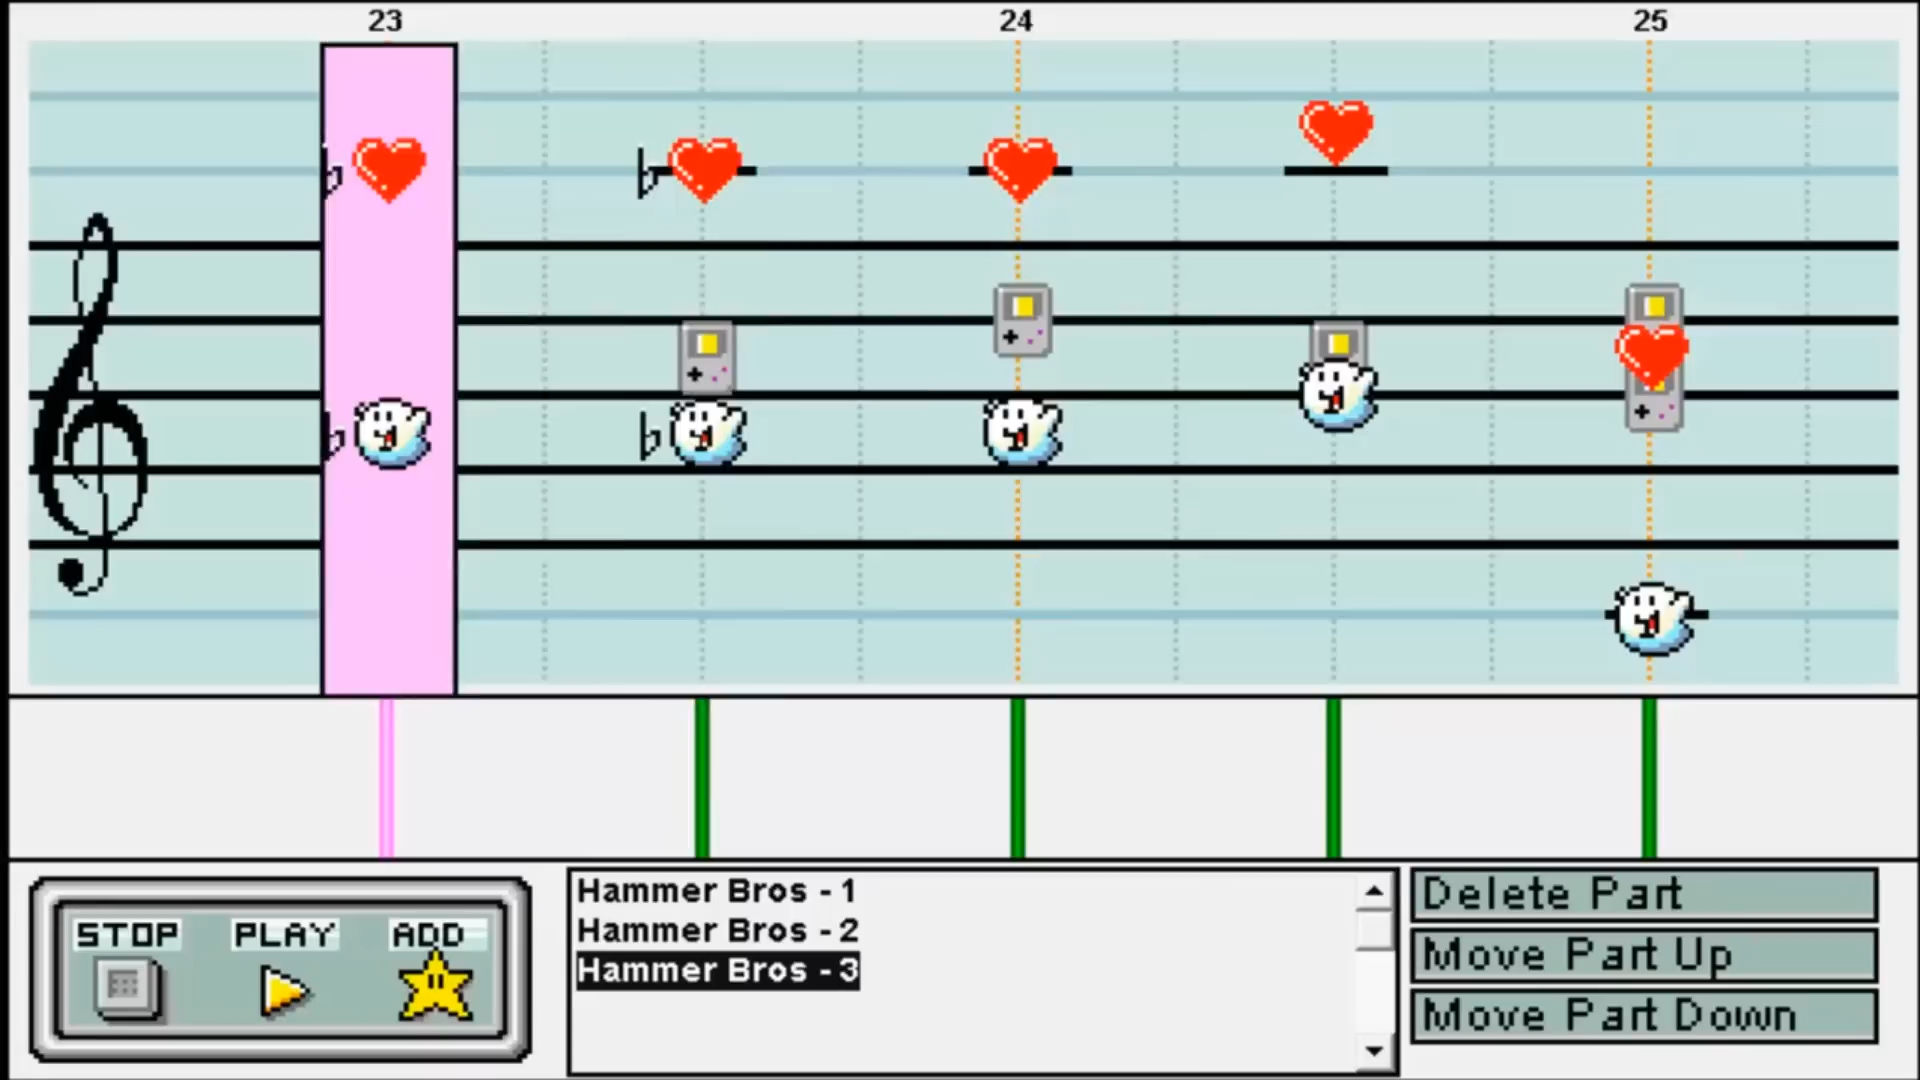 23 24 25
STOP PLAY ADD
Hammer Bros - 1
Hammer Bros - 2
Hammer Bros - 3
Delete Part
Move Part Up
Move Part Down